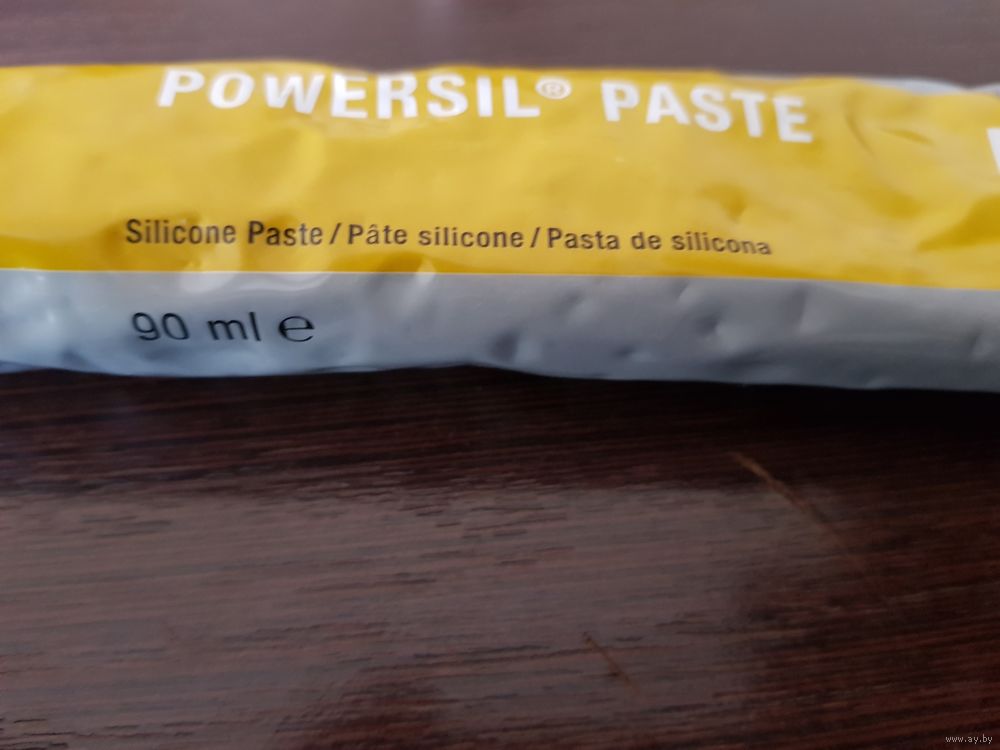 POWERSIL® PASTE
Silicone Paste / Pâte silicone / Pasta de silicona
90 ml ℮
www.ay.by